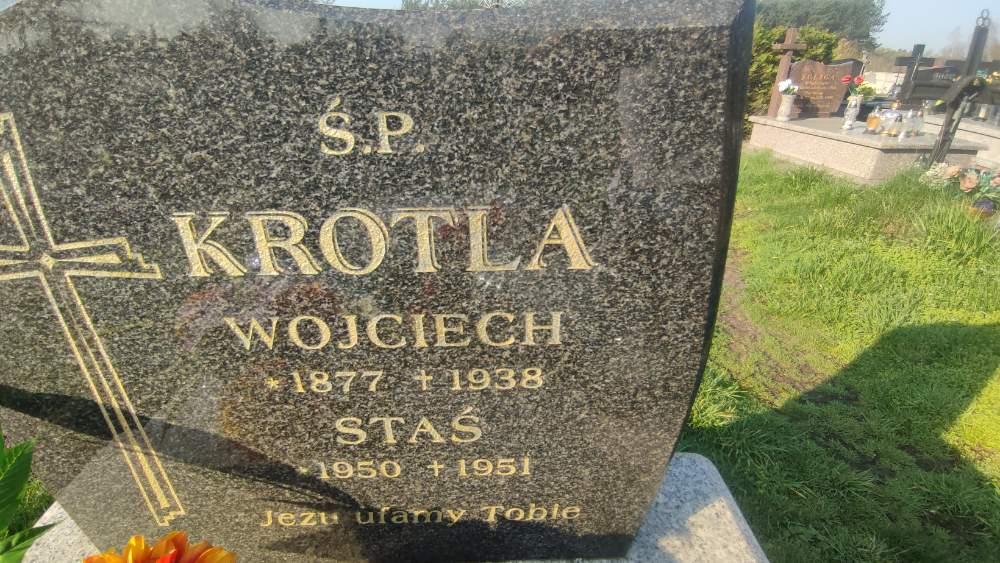 Ś.P.
KROTLA
WOJCIECH
*1877 +1938
STAŚ
*1950 +1951
Jezu ufamy Tobie